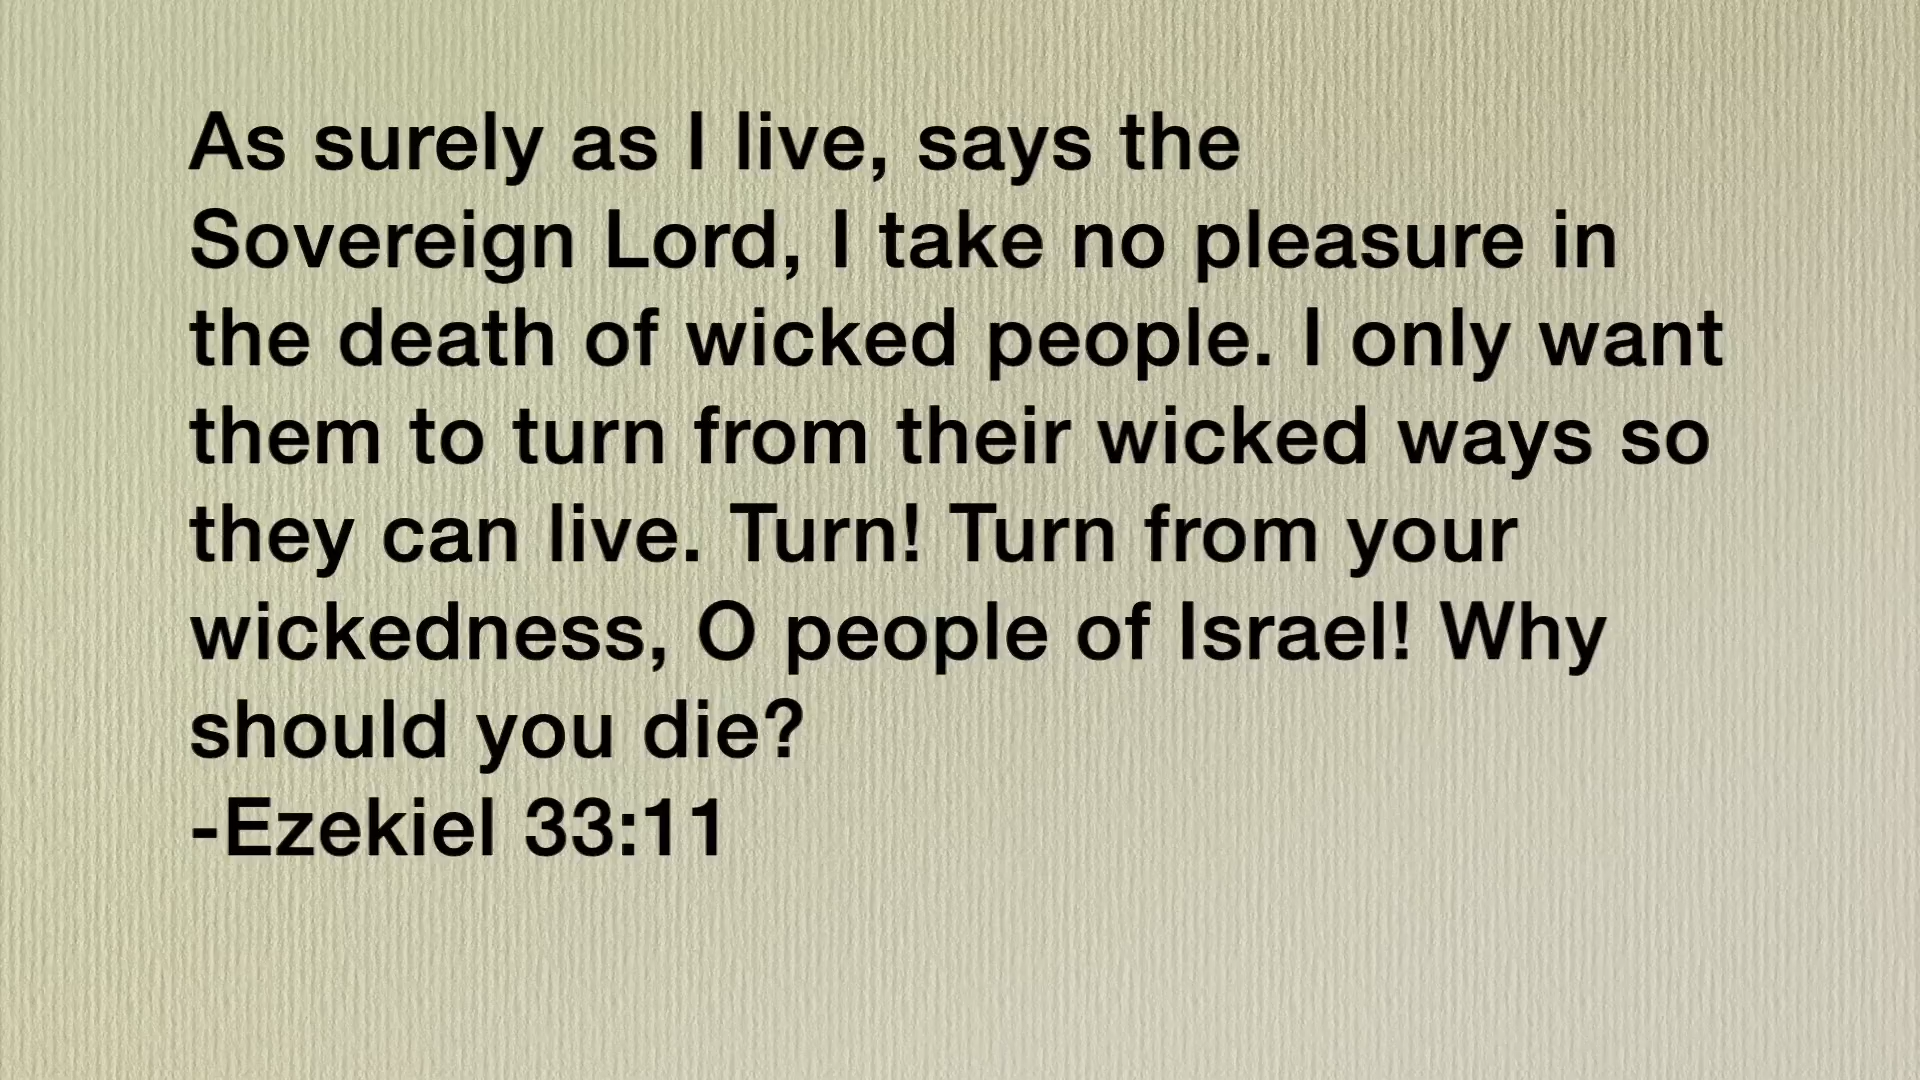 As surely as I live, says the
Sovereign Lord, I take no pleasure in
the death of wicked people. I only want
them to turn from their wicked ways so
they can live. Turn! Turn from your
wickedness, O people of Israel! Why
should you die?
-Ezekiel 33:11